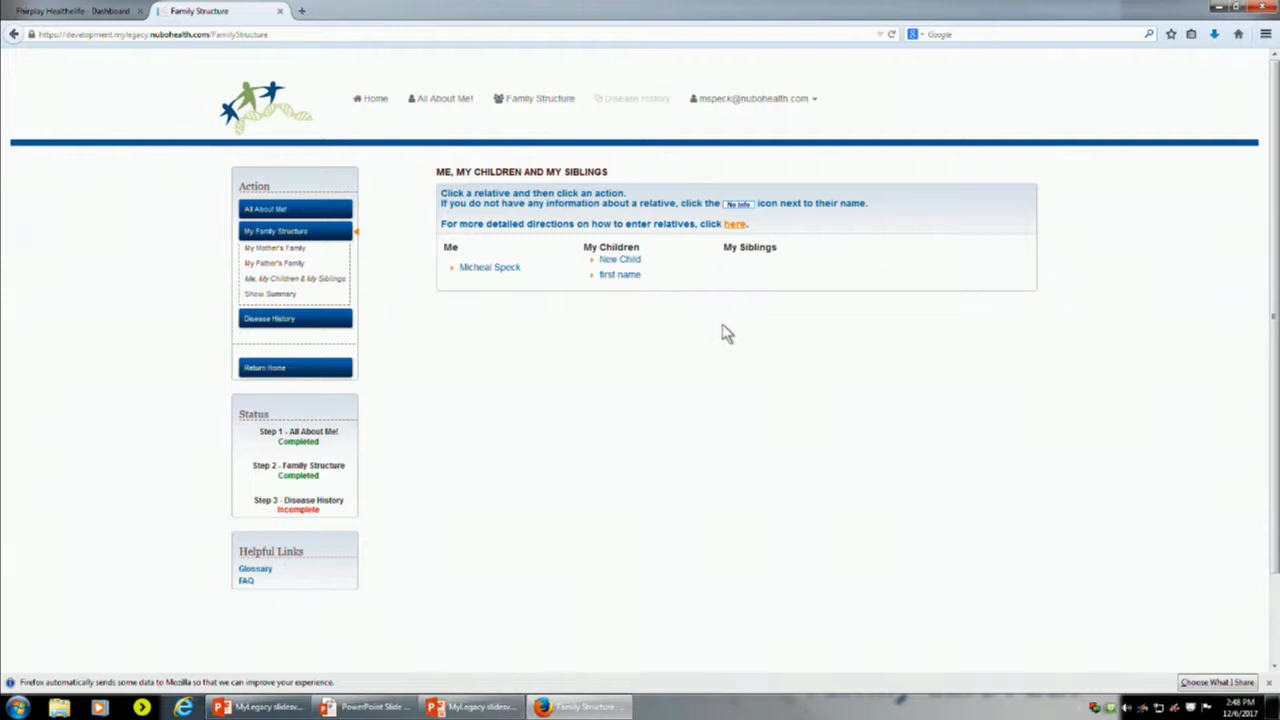 Fhirplay Healthelife - Dashboard
Family Structure
https://development.mylegacy.nubohealth.com/FamilyStructure
Google
Home
All About Me!
Family Structure
Disease History
mspeck@nubohealth.com
Action
All About Me!
My Family Structure
My Mother's Family
My Father's Family
Me, My Children & My Siblings
Show Summary
Disease History
Return Home
ME, MY CHILDREN AND MY SIBLINGS
Click a relative and then click an action.
If you do not have any information about a relative, click the No Info icon next to their name.
For more detailed directions on how to enter relatives, click here.
Me
My Children
My Siblings
Micheal Speck
New Child
first name
Status
Step 1 - All About Me!
Completed
Step 2 - Family Structure
Completed
Step 3 - Disease History
Incomplete
Helpful Links
Glossary
FAQ
Firefox automatically sends some data to Mozilla so that we can improve your experience.
Choose What I Share
MyLegacy slidesv...
PowerPoint Slide ...
MyLegacy slidesv...
Family Structure ...
2:48 PM
12/6/2017